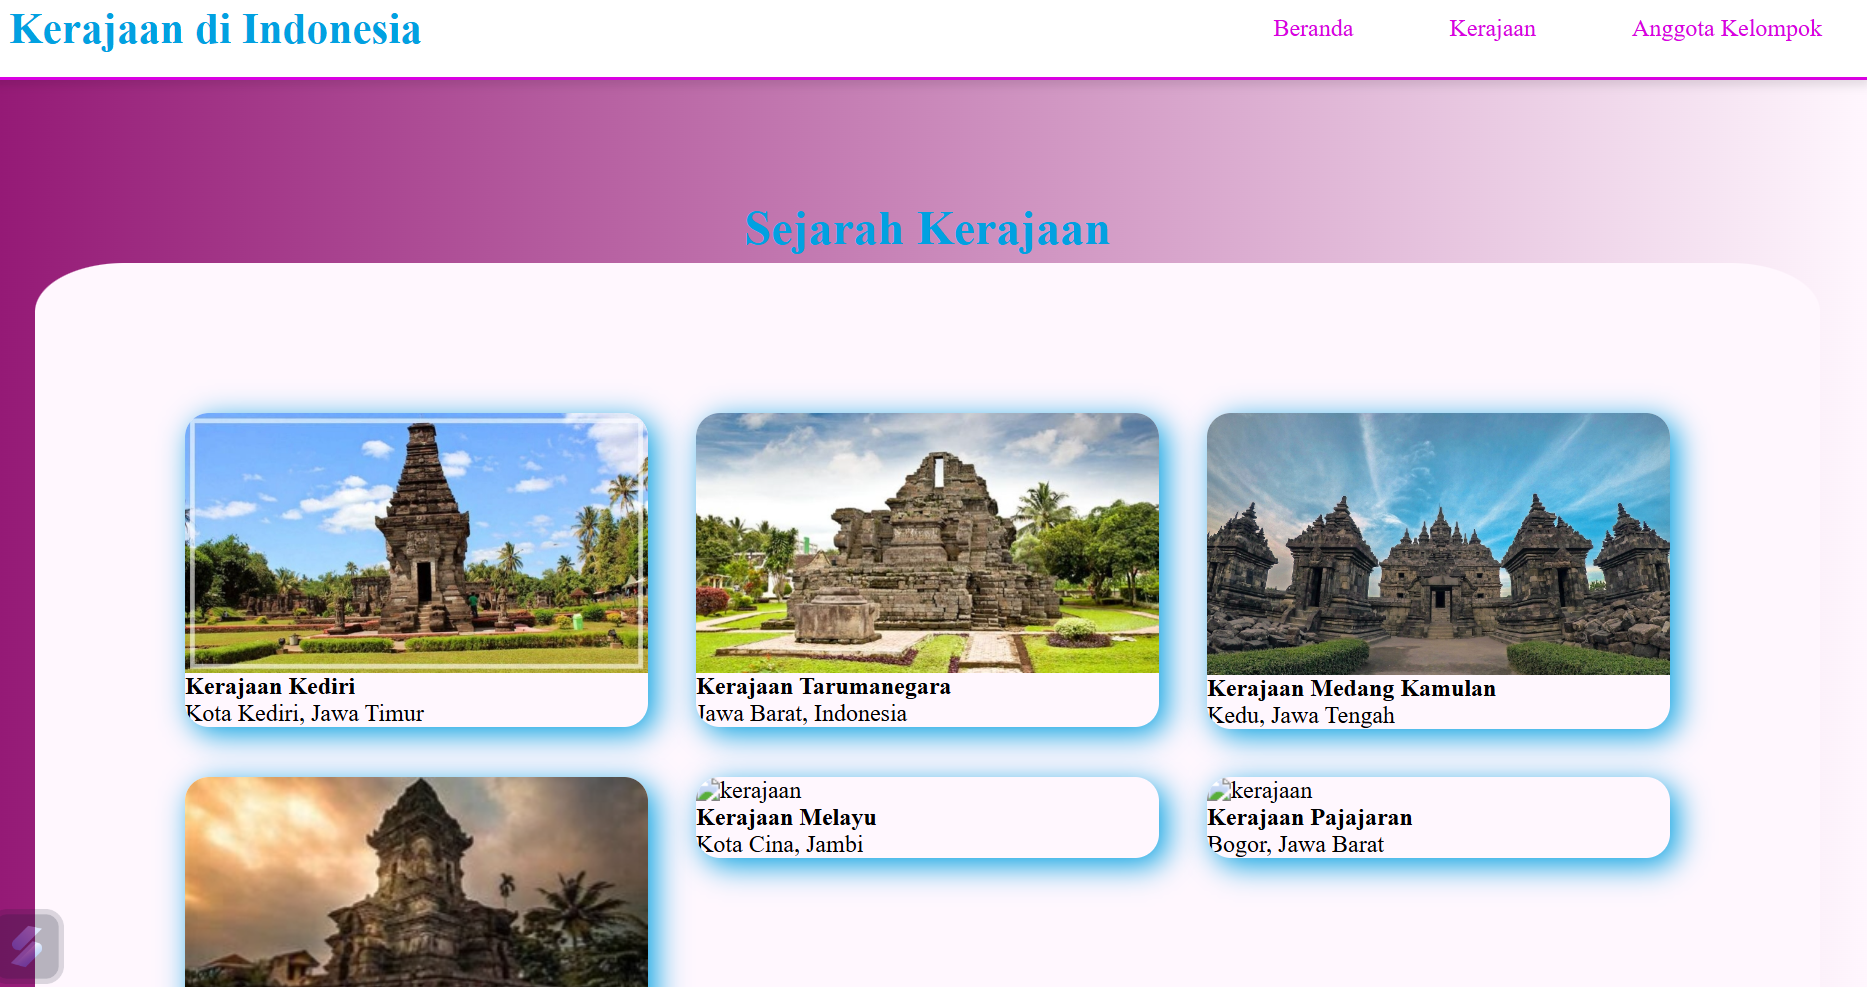 Kerajaan di Indonesia
Beranda
Kerajaan
Anggota Kelompok
Sejarah Kerajaan
Kerajaan Kediri
Kota Kediri, Jawa Timur
Kerajaan Tarumanegara
Jawa Barat, Indonesia
Kerajaan Medang Kamulan
Kedu, Jawa Tengah
kerajaan
Kerajaan Melayu
Kota Cina, Jambi
kerajaan
Kerajaan Pajajaran
Bogor, Jawa Barat